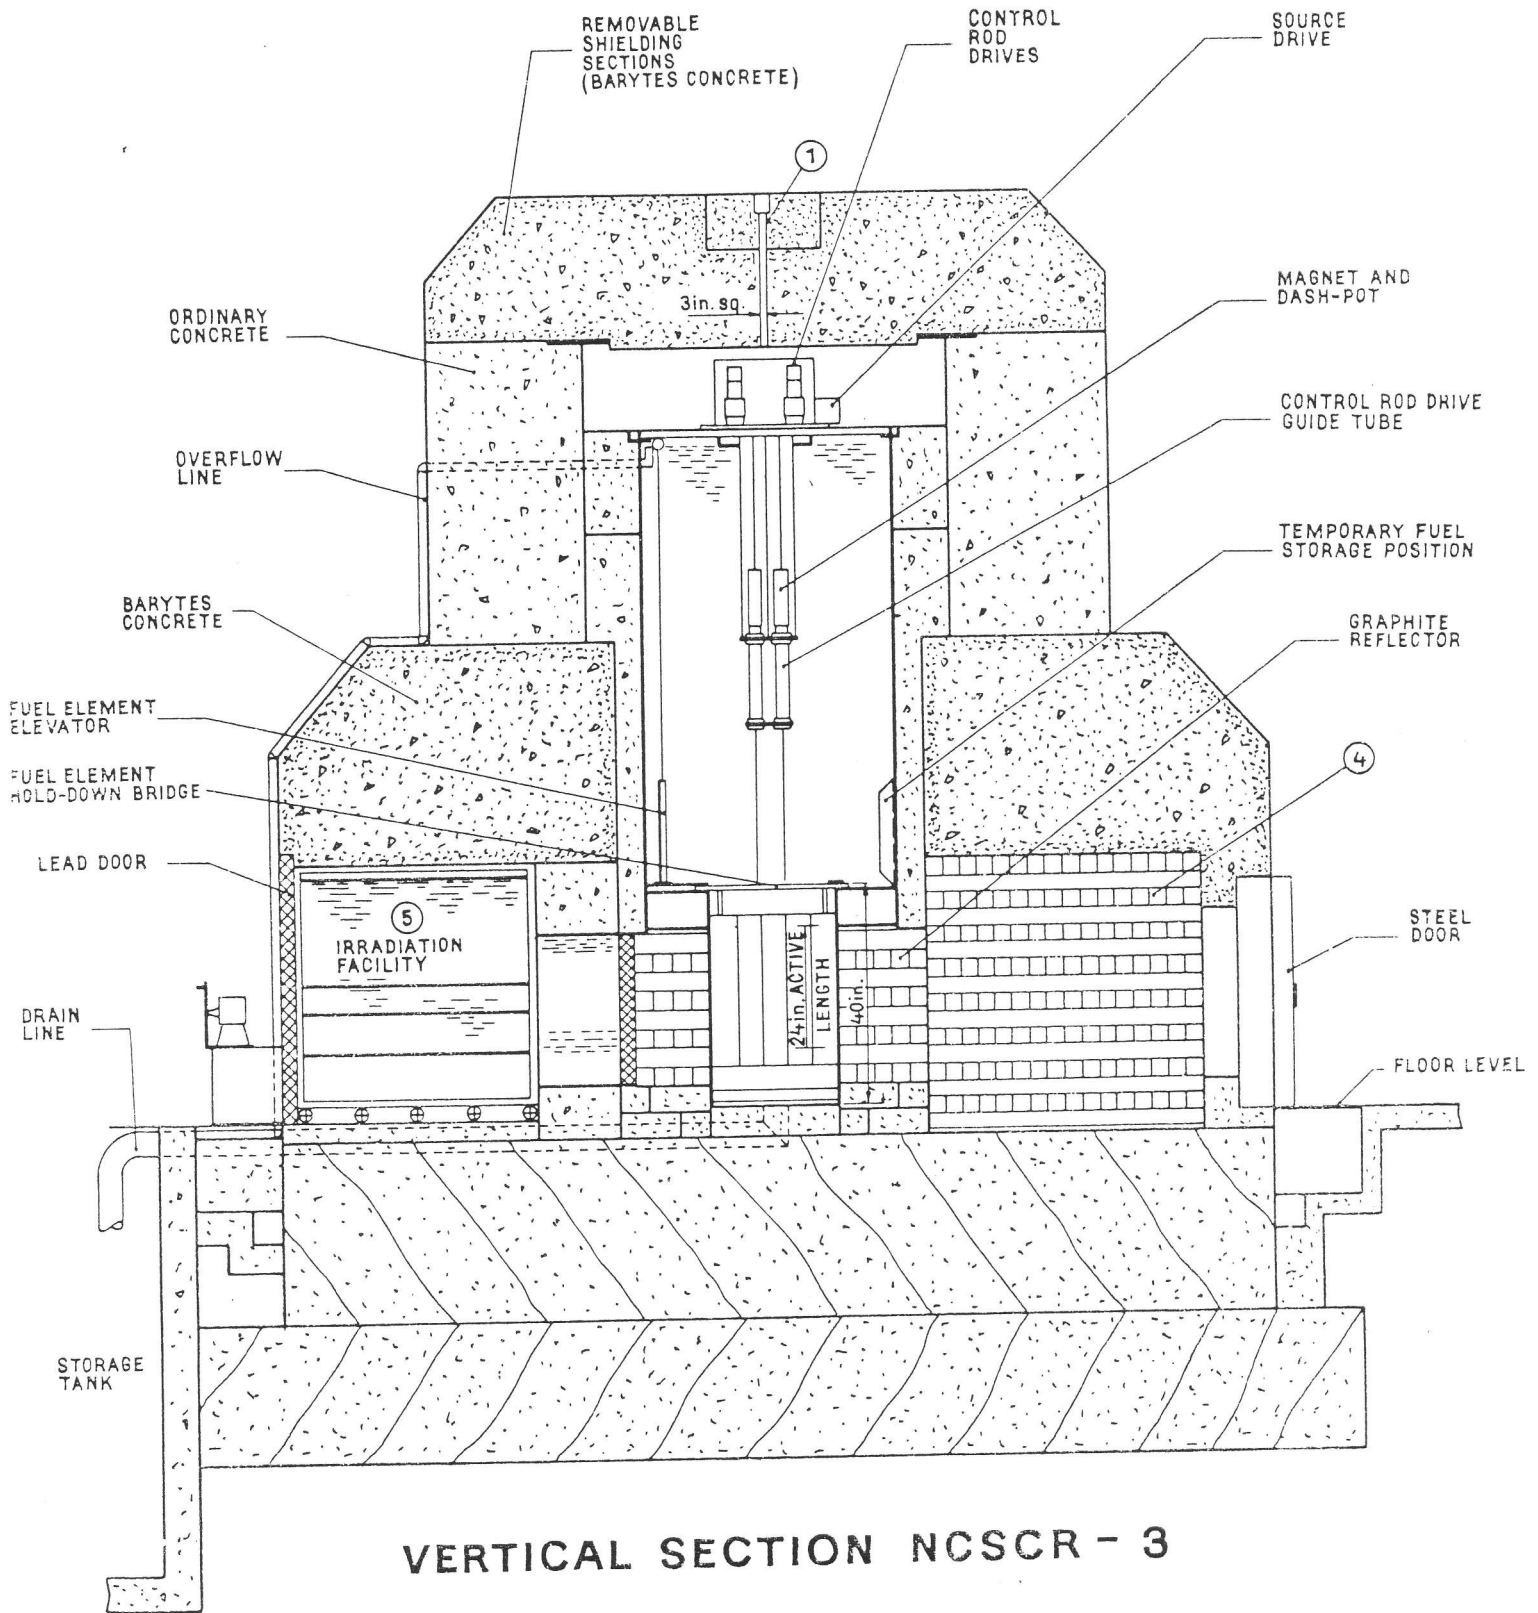 REMOVABLE
SHIELDING
SECTIONS
(BARYTES CONCRETE)
CONTROL
ROD
DRIVES
SOURCE
DRIVE
1
3in. sq.
MAGNET AND
DASH-POT
ORDINARY
CONCRETE
CONTROL ROD DRIVE
GUIDE TUBE
OVERFLOW
LINE
TEMPORARY FUEL
STORAGE POSITION
BARYTES
CONCRETE
GRAPHITE
REFLECTOR
FUEL ELEMENT
ELEVATOR
4
FUEL ELEMENT
HOLD-DOWN BRIDGE
LEAD DOOR
5
IRRADIATION
FACILITY
STEEL
DOOR
24in. ACTIVE
LENGTH
40in.
DRAIN
LINE
FLOOR LEVEL
STORAGE
TANK
VERTICAL SECTION NCSCR - 3